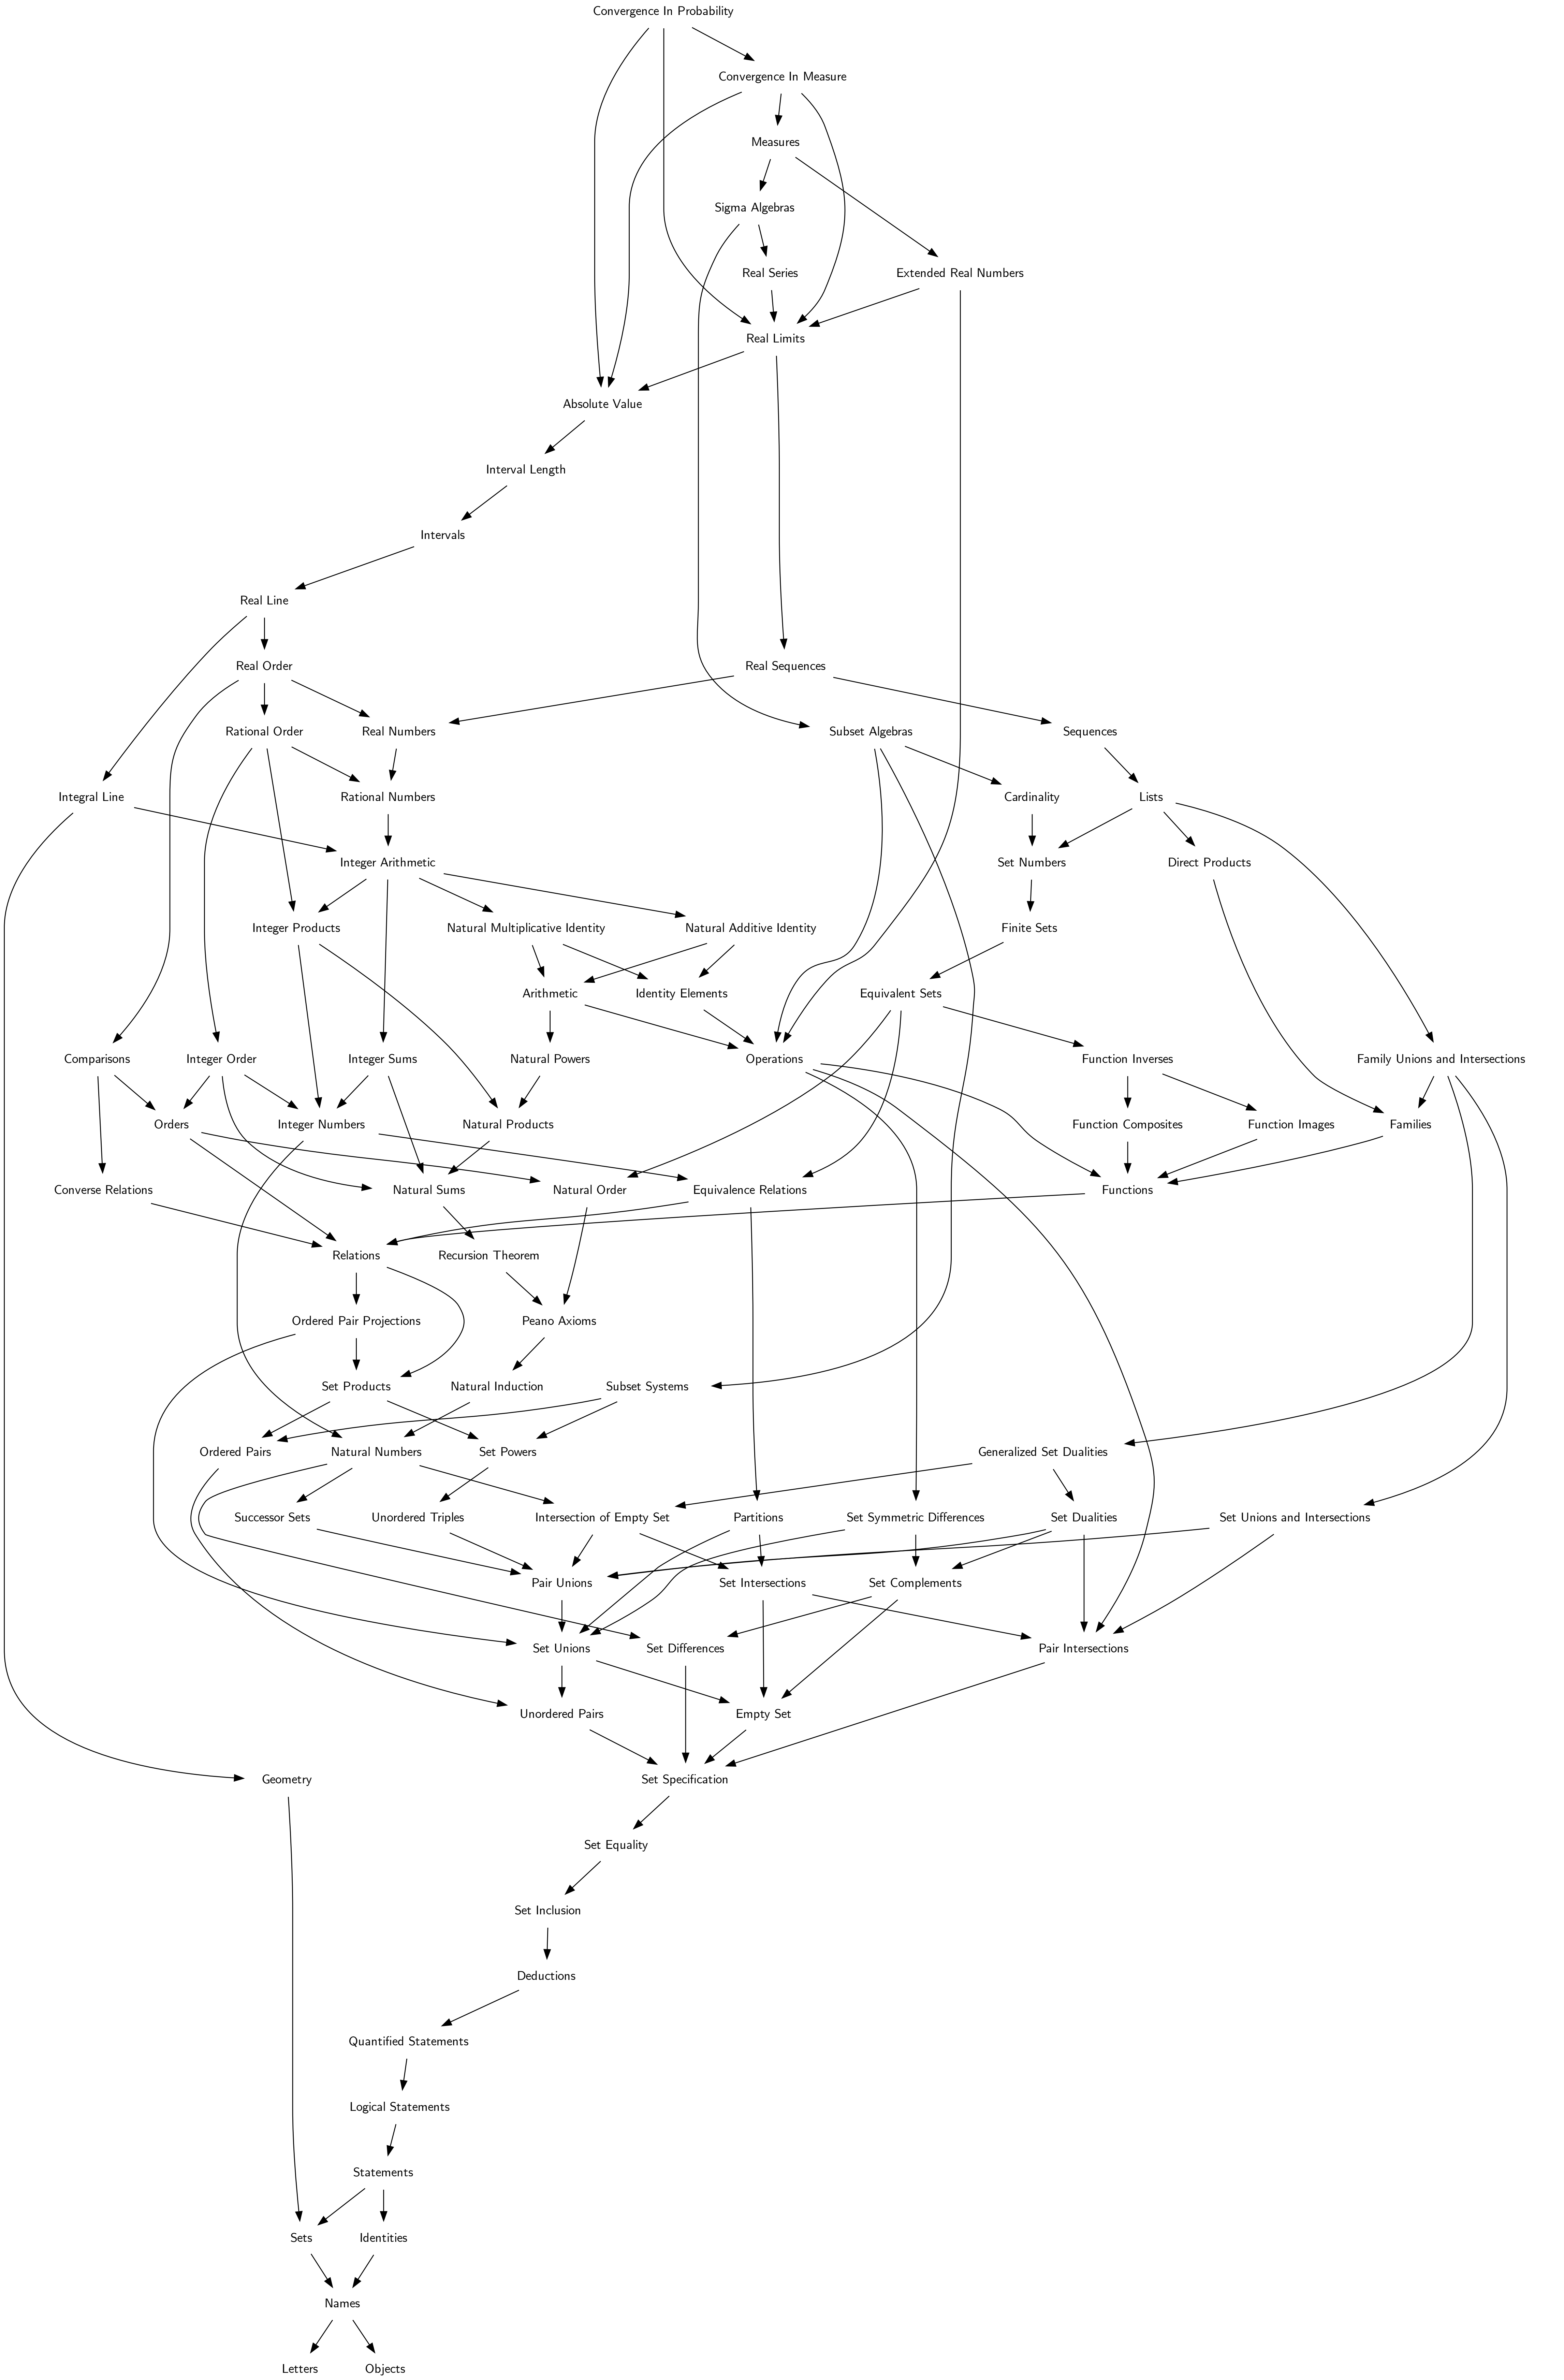 Convergence In Probability
Convergence In Measure
Measures
Sigma Algebras
Real Series
Extended Real Numbers
Real Limits
Absolute Value
Interval Length
Intervals
Real Line
Real Order
Real Sequences
Rational Order
Real Numbers
Subset Algebras
Sequences
Integral Line
Rational Numbers
Cardinality
Lists
Integer Arithmetic
Set Numbers
Direct Products
Integer Products
Natural Multiplicative Identity
Natural Additive Identity
Finite Sets
Arithmetic
Identity Elements
Equivalent Sets
Comparisons
Integer Order
Integer Sums
Natural Powers
Operations
Function Inverses
Family Unions and Intersections
Orders
Integer Numbers
Natural Products
Function Composites
Function Images
Families
Converse Relations
Natural Sums
Natural Order
Equivalence Relations
Functions
Relations
Recursion Theorem
Ordered Pair Projections
Peano Axioms
Set Products
Natural Induction
Subset Systems
Ordered Pairs
Natural Numbers
Set Powers
Generalized Set Dualities
Successor Sets
Unordered Triples
Intersection of Empty Set
Partitions
Set Symmetric Differences
Set Dualities
Set Unions and Intersections
Pair Unions
Set Intersections
Set Complements
Set Unions
Set Differences
Pair Intersections
Unordered Pairs
Empty Set
Geometry
Set Specification
Set Equality
Set Inclusion
Deductions
Quantified Statements
Logical Statements
Statements
Sets
Identities
Names
Letters
Objects